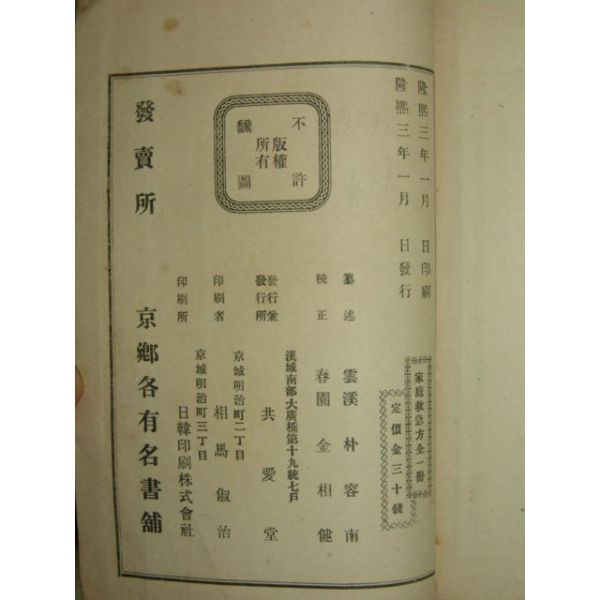 隆熙三年一月 日印刷
隆熙三年一月 日發行
家庭救急方全一冊
定價金三十錢
纂述 雲溪 朴容南
校正 春園 金相健
漢城南部大廣橋第十九統七戶
發行兼發行所 共愛堂
京城明治町二丁目
印刷者 相馬俶治
京城明治町三丁目
印刷所 日韓印刷株式會社
不許
版權
所有
圖
發賣所 京鄕各有名書舖